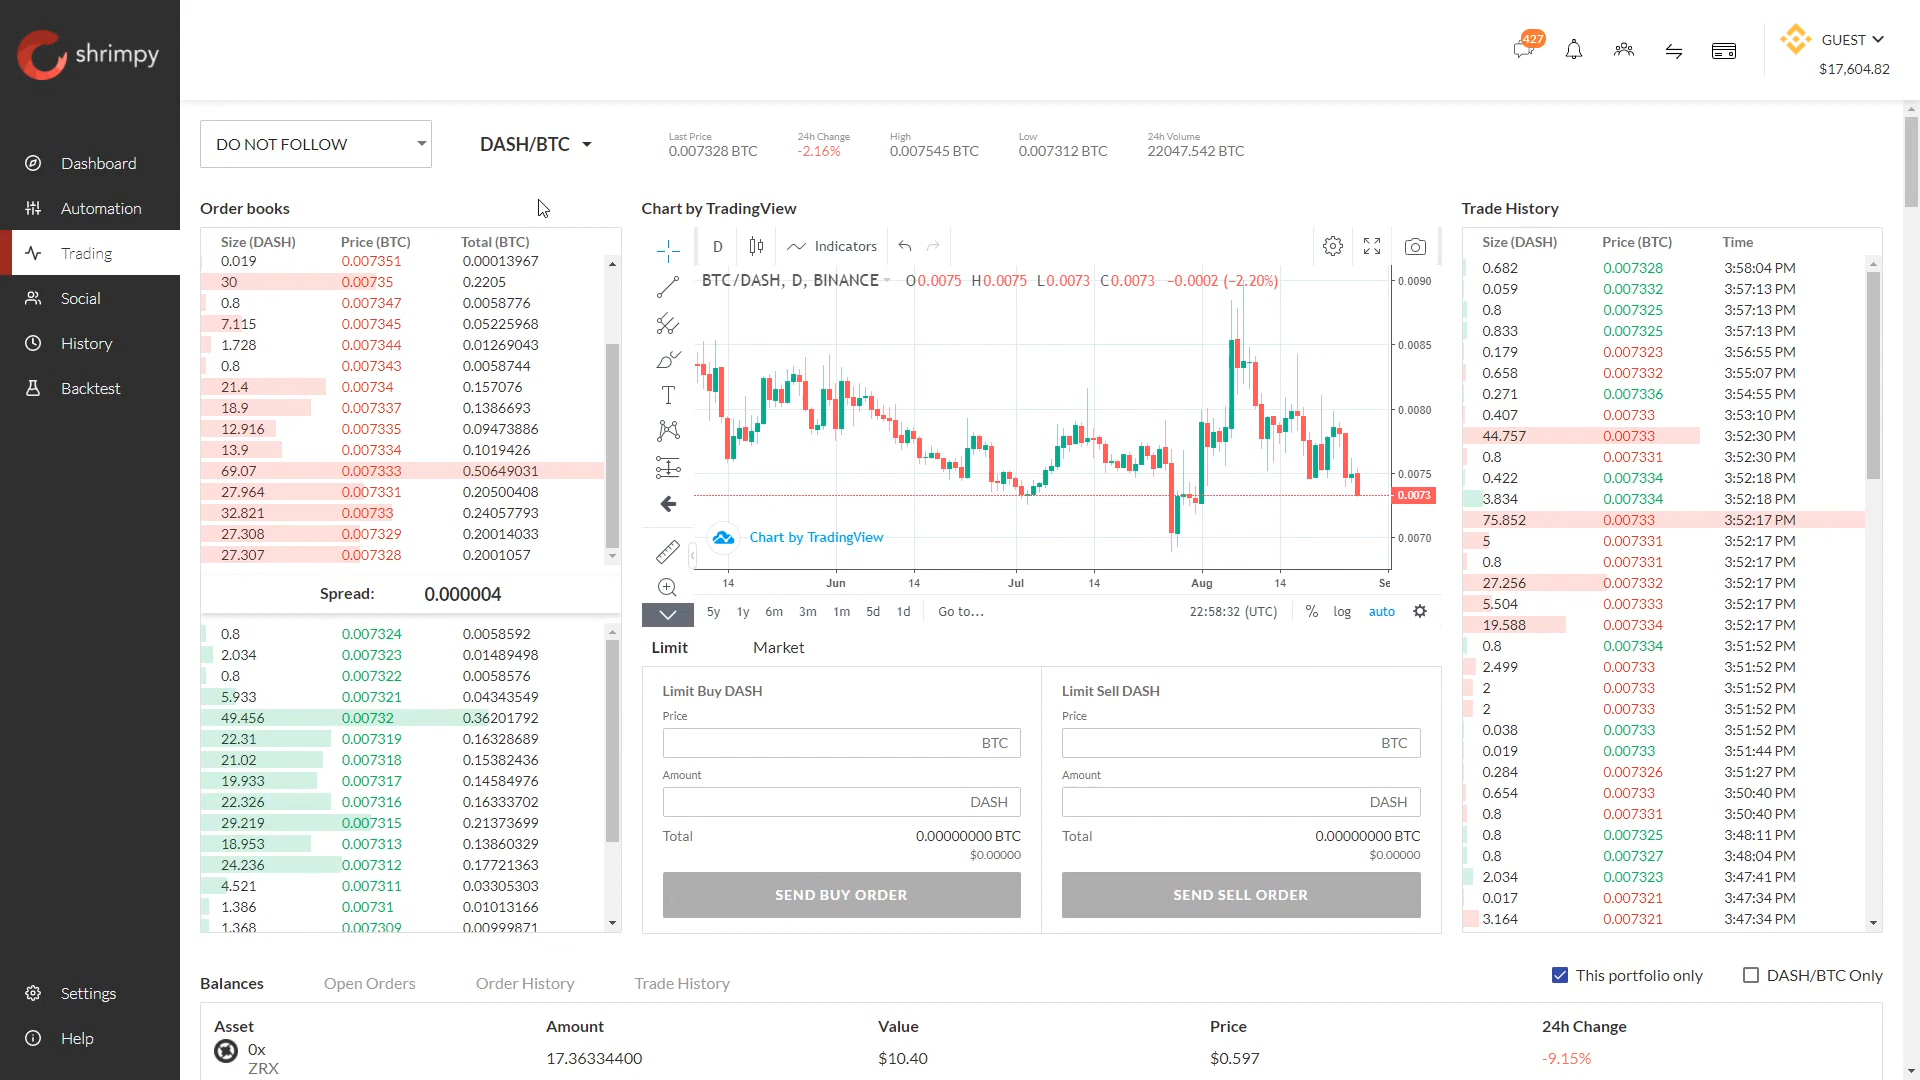 shrimpy
427
GUEST
$17,604.82
Dashboard
Automation
Trading
Social
History
Backtest
Settings
Help
DO NOT FOLLOW
DASH/BTC
Last Price
0.007328 BTC
24h Change
-2.16%
High
0.007545 BTC
Low
0.007312 BTC
24h Volume
22047.542 BTC
Order books
Size (DASH) Price (BTC) Total (BTC)
0.019 0.007351 0.00013967
30 0.00735 0.2205
0.8 0.007347 0.0058776
7.115 0.007345 0.05225968
1.728 0.007344 0.01269043
0.8 0.007343 0.0058744
21.4 0.00734 0.157076
18.9 0.007337 0.1386693
12.916 0.007335 0.09473886
13.9 0.007334 0.1019426
69.07 0.007333 0.50649031
27.964 0.007331 0.20500408
32.821 0.00733 0.24057793
27.308 0.007329 0.20014033
27.307 0.007328 0.2001057
Spread: 0.000004
0.8 0.007324 0.0058592
2.034 0.007323 0.01489498
0.8 0.007322 0.0058576
5.933 0.007321 0.04343549
49.456 0.00732 0.36201792
22.31 0.007319 0.16328689
21.02 0.007318 0.15382436
19.933 0.007317 0.14584976
22.326 0.007316 0.16333702
29.219 0.007315 0.21373699
18.953 0.007313 0.13860329
24.236 0.007312 0.17721363
4.521 0.007311 0.03305303
1.386 0.00731 0.01013166
1.368 0.007309 0.00999871
Chart by TradingView
D Indicators
BTC/DASH, D, BINANCE O0.0075 H0.0075 L0.0073 C0.0073 −0.0002 (−2.20%)
0.0090
0.0085
0.0080
0.0075
0.0073
0.0070
Chart by TradingView
14 Jun 14 Jul 14 Aug 14 Se
5y 1y 6m 3m 1m 5d 1d Go to... 22:58:32 (UTC) % log auto
Limit Market
Limit Buy DASH
Price
BTC
Amount
DASH
Total 0.00000000 BTC
$0.00000
SEND BUY ORDER
Limit Sell DASH
Price
BTC
Amount
DASH
Total 0.00000000 BTC
$0.00000
SEND SELL ORDER
Trade History
Size (DASH) Price (BTC) Time
0.682 0.007328 3:58:04 PM
0.059 0.007332 3:57:13 PM
0.8 0.007325 3:57:13 PM
0.833 0.007325 3:57:13 PM
0.179 0.007323 3:56:55 PM
0.658 0.007332 3:55:07 PM
0.271 0.007336 3:54:55 PM
0.407 0.00733 3:53:10 PM
44.757 0.00733 3:52:30 PM
0.8 0.007331 3:52:30 PM
0.422 0.007334 3:52:18 PM
3.834 0.007334 3:52:18 PM
75.852 0.00733 3:52:17 PM
5 0.007331 3:52:17 PM
0.8 0.007331 3:52:17 PM
27.256 0.007332 3:52:17 PM
5.504 0.007333 3:52:17 PM
19.588 0.007334 3:52:17 PM
0.8 0.007334 3:51:52 PM
2.499 0.00733 3:51:52 PM
2 0.00733 3:51:52 PM
2 0.00733 3:51:52 PM
0.038 0.00733 3:51:52 PM
0.019 0.00733 3:51:44 PM
0.284 0.007326 3:51:27 PM
0.654 0.00733 3:50:40 PM
0.8 0.007331 3:50:40 PM
0.8 0.007325 3:48:11 PM
0.8 0.007327 3:48:04 PM
2.034 0.007323 3:47:41 PM
0.017 0.007321 3:47:34 PM
3.164 0.007321 3:47:34 PM
Balances Open Orders Order History Trade History
This portfolio only DASH/BTC Only
Asset Amount Value Price 24h Change
0x
ZRX
17.36334400 $10.40 $0.597 -9.15%